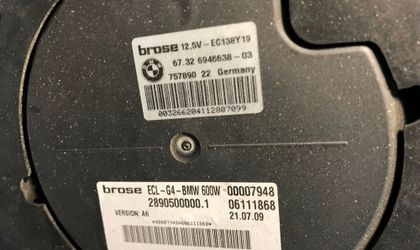 brose 12,5V-EC138Y19
67.32 6946638-03
757890 22 Germany
003266204112807099
brose ECL-G4-BMW 600W 00007948
2890500000.1 06111868
VERSION: A6 21.07.09